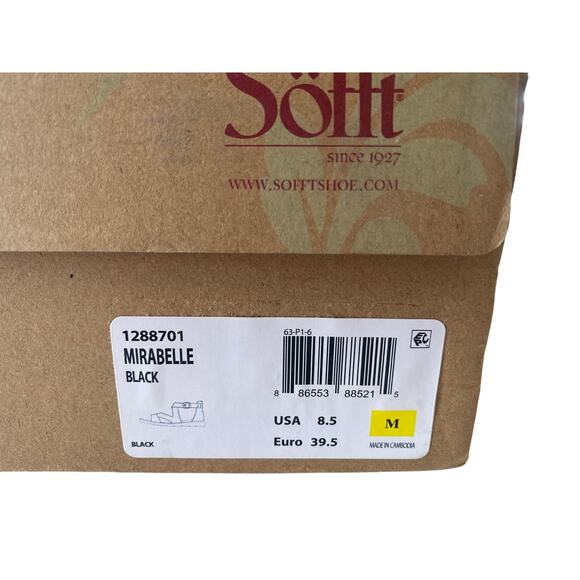 Söfft®
since 1927
WWW.SOFFTSHOE.COM
1288701
MIRABELLE
BLACK
BLACK
63-P1-6
8 86553 88521 5
USA 8.5
Euro 39.5
M
MADE IN CAMBODIA